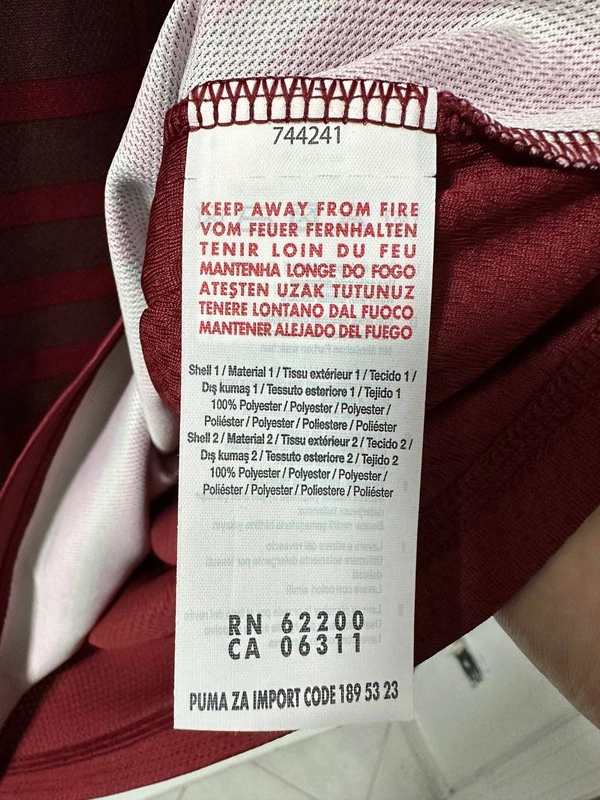 744241
KEEP AWAY FROM FIRE
VOM FEUER FERNHALTEN
TENIR LOIN DU FEU
MANTENHA LONGE DO FOGO
ATEŞTEN UZAK TUTUNUZ
TENERE LONTANO DAL FUOCO
MANTENER ALEJADO DEL FUEGO
Shell 1 / Material 1 / Tissu extérieur 1 / Tecido 1 /
Dış kumaş 1 / Tessuto esteriore 1 / Tejido 1
100% Polyester / Polyester / Polyester /
Poliéster / Polyester / Poliestere / Poliéster
Shell 2 / Material 2 / Tissu extérieur 2 / Tecido 2 /
Dış kumaş 2 / Tessuto esteriore 2 / Tejido 2
100% Polyester / Polyester / Polyester /
Poliéster / Polyester / Poliestere / Poliéster
RN 62200
CA 06311
PUMA ZA IMPORT CODE 189 53 23